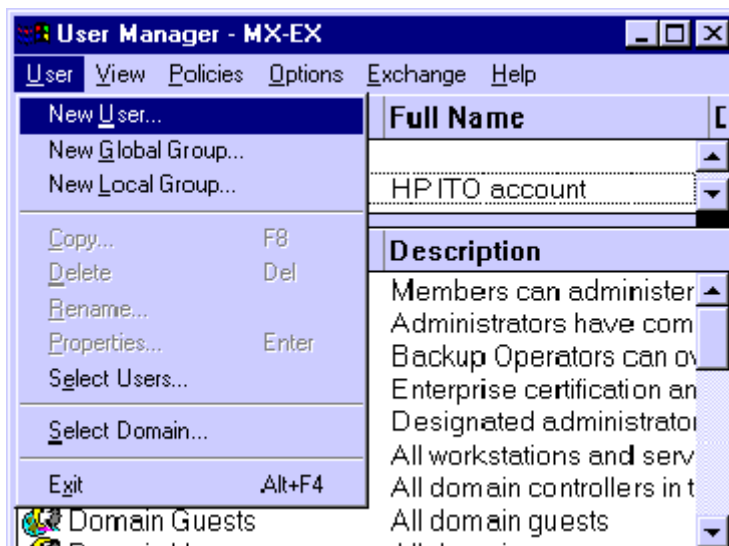 User Manager - MX-EX
User View Policies Options Exchange Help
New User...
New Global Group...
New Local Group...
Copy... F8
Delete Del
Rename...
Properties... Enter
Select Users...
Select Domain...
Exit Alt+F4
Full Name
HP ITO account
Description
Members can administer
Administrators have com
Backup Operators can
Enterprise certification an
Designated administrator
All workstations and serv
All domain controllers in t
Domain Guests All domain guests